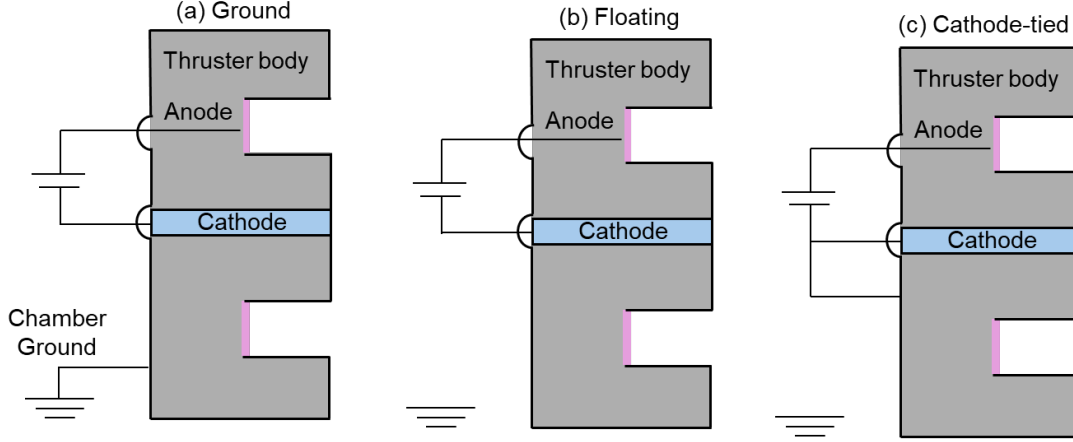 (a) Ground
Thruster body
Anode
Cathode
Chamber
Ground
(b) Floating
Thruster body
Anode
Cathode
(c) Cathode-tied
Thruster body
Anode
Cathode